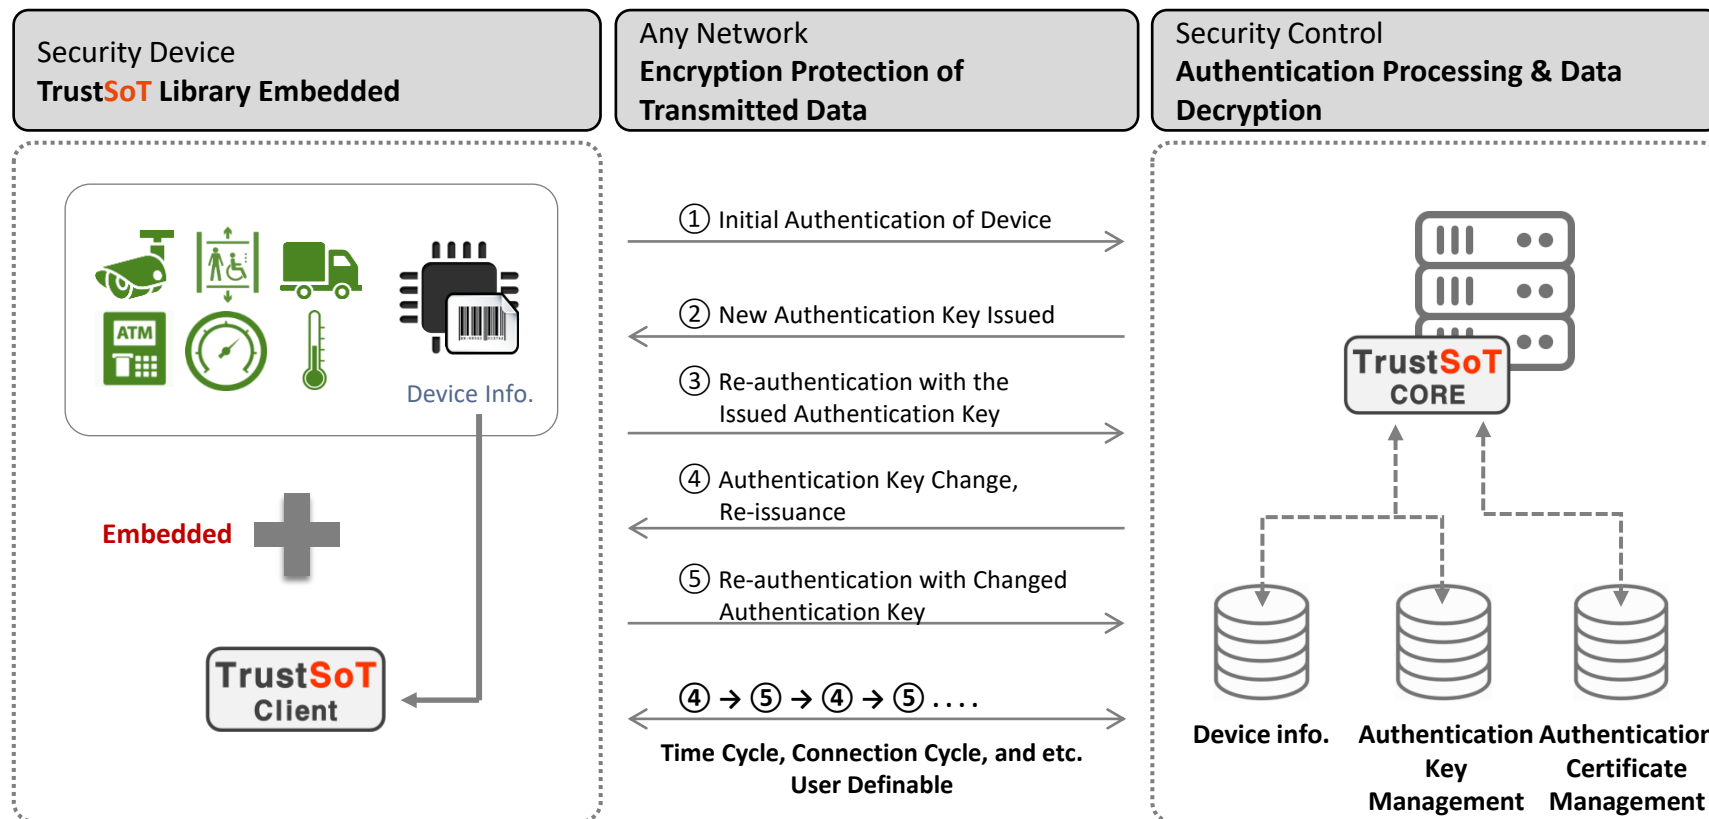 Security Device
TrustSoT Library Embedded
Any Network
Encryption Protection of
Transmitted Data
Security Control
Authentication Processing & Data
Decryption
ATM
Device Info.
Embedded
TrustSoT
Client
① Initial Authentication of Device
② New Authentication Key Issued
③ Re-authentication with the
Issued Authentication Key
④ Authentication Key Change,
Re-issuance
⑤ Re-authentication with Changed
Authentication Key
④ → ⑤ → ④ → ⑤ ....
Time Cycle, Connection Cycle, and etc.
User Definable
TrustSoT
CORE
Device info.
Authentication
Key
Management
Authentication
Certificate
Management